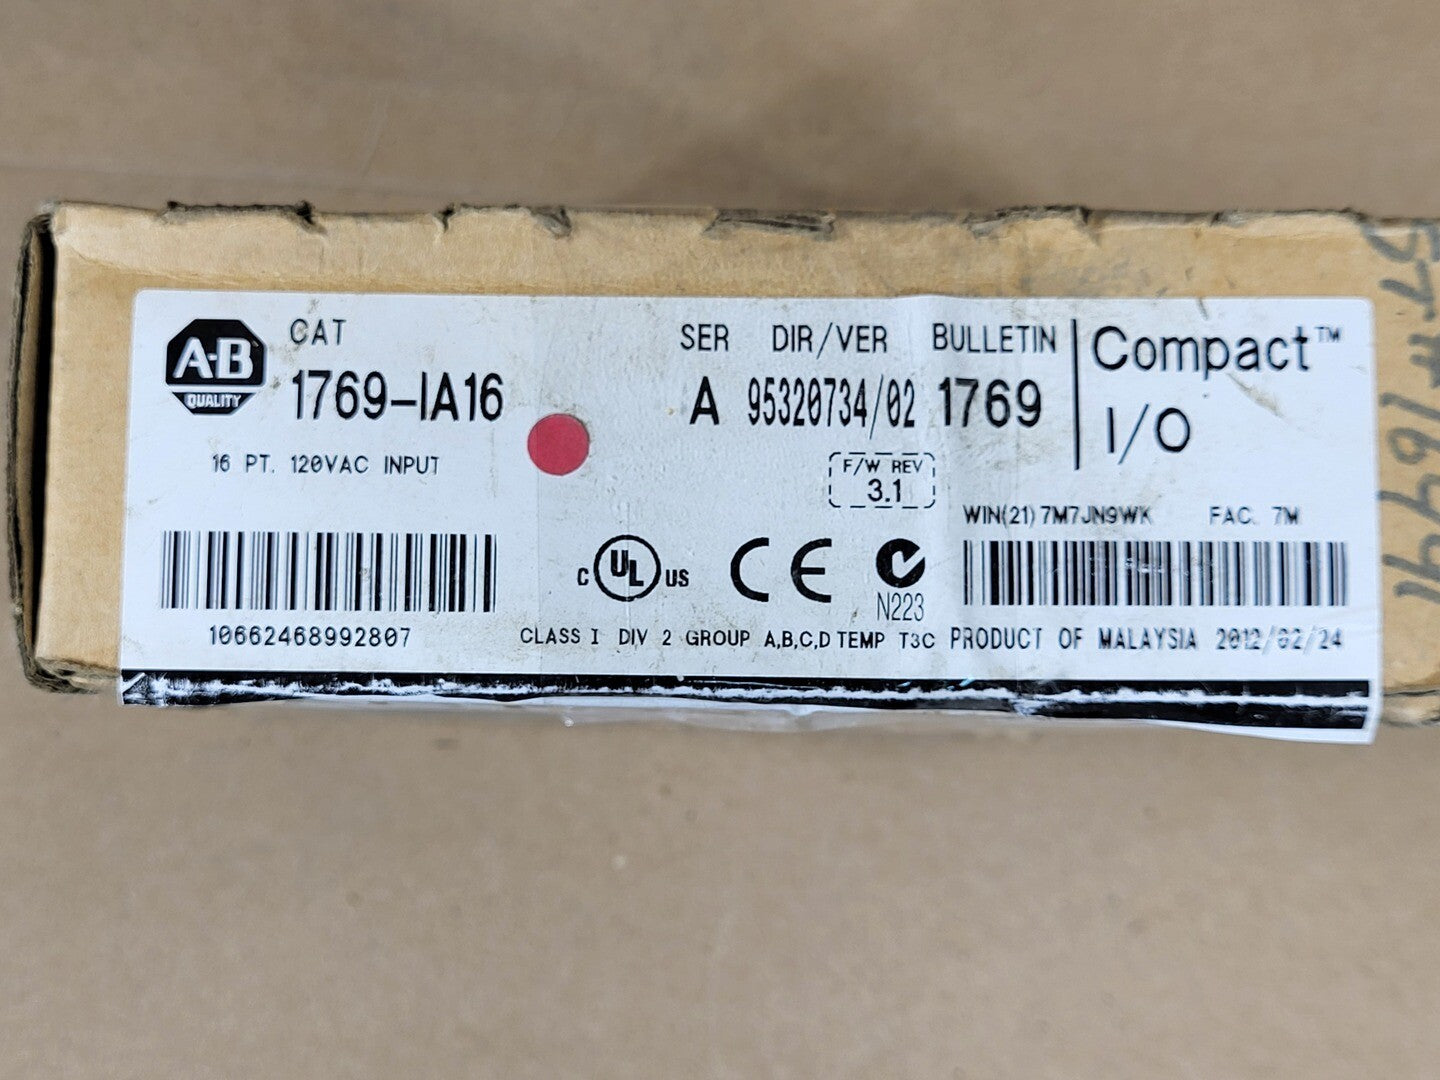 A-B
QUALITY
CAT
1769-IA16
16 PT. 120VAC INPUT
SER DIR/VER BULLETIN
A 95320734/02 1769
Compact™
I/O
F/W REV
3.1
WIN(21) 7M7JN9WK FAC. 7M
C UL US CE N223
10662468992807
CLASS I DIV 2 GROUP A,B,C,D TEMP T3C PRODUCT OF MALAYSIA 2012/02/24